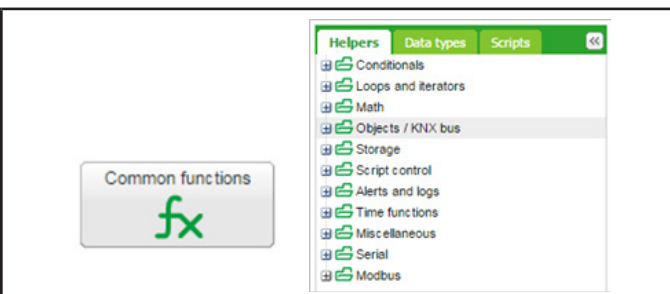 Helpers Data types Scripts
Conditionals
Loops and iterators
Math
Objects / KNX bus
Storage
Script control
Alerts and logs
Time functions
Miscellaneous
Serial
Modbus
Common functions
fx